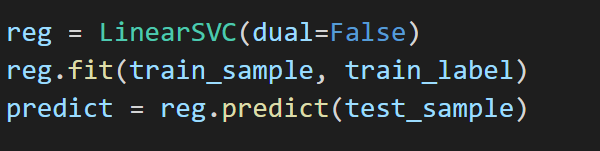 reg = LinearSVC(dual=False)
reg.fit(train_sample, train_label)
predict = reg.predict(test_sample)